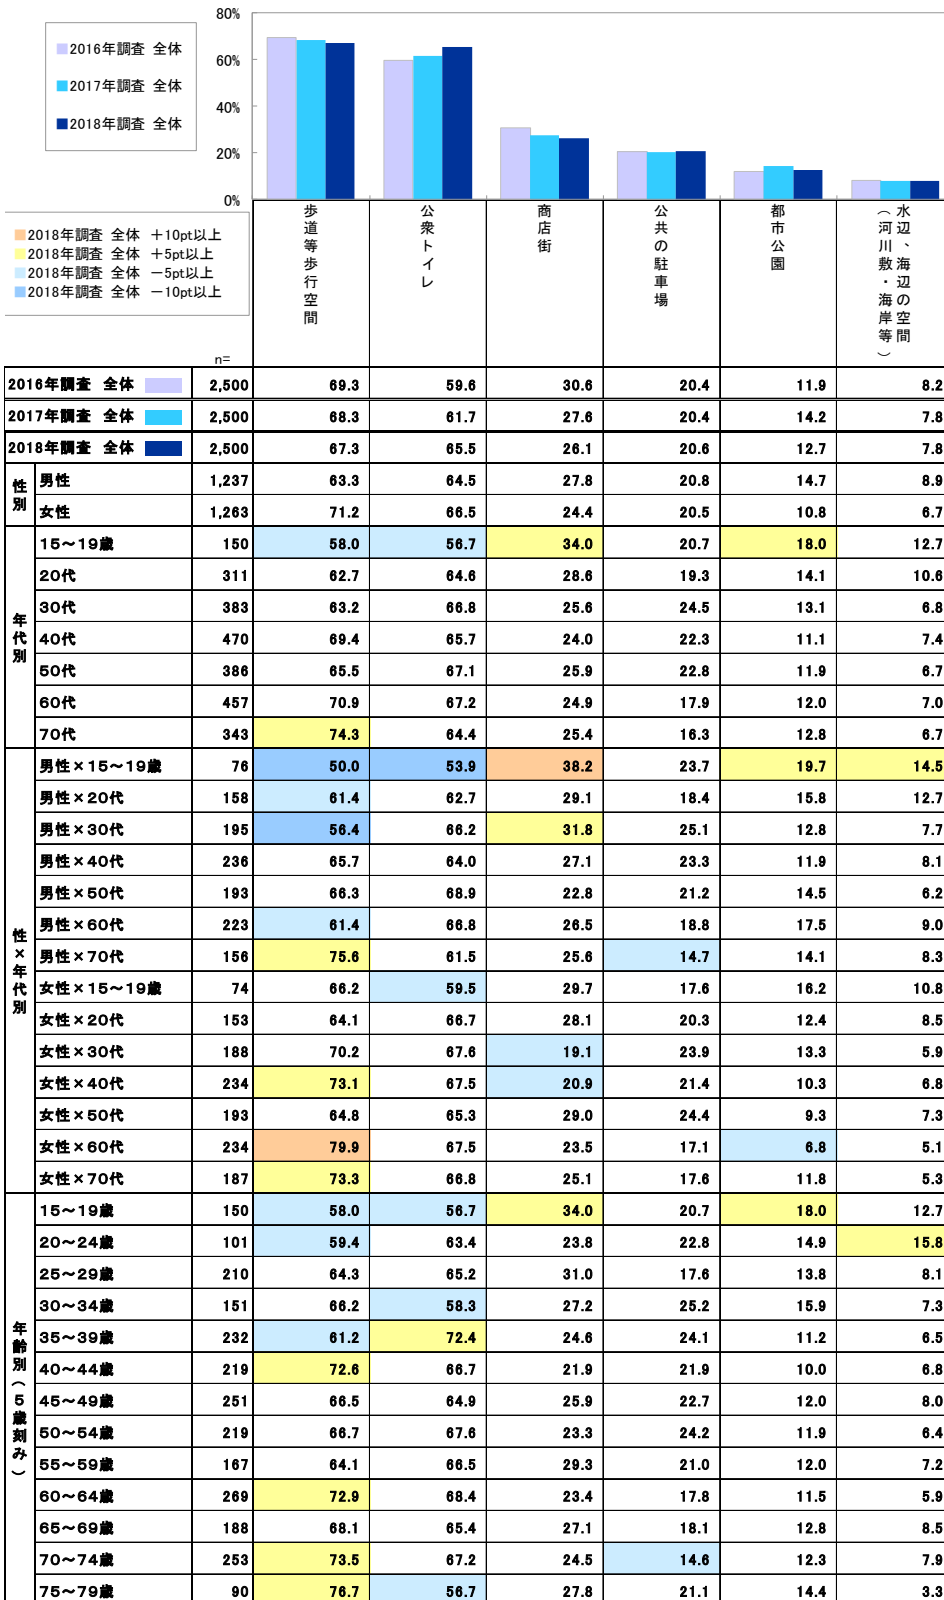 80%
60%
40%
20%
0%
2016年調査 全体
2017年調査 全体
2018年調査 全体
2018年調査 全体 +10pt以上
2018年調査 全体 +5pt以上
2018年調査 全体 -5pt以上
2018年調査 全体 -10pt以上
歩道等歩行空間
公衆トイレ
商店街
公共の駐車場
都市公園
水辺、海辺の空間
（河川敷・海岸等）
n=
2016年調査 全体 2,500 69.3 59.6 30.6 20.4 11.9 8.2
2017年調査 全体 2,500 68.3 61.7 27.6 20.4 14.2 7.8
2018年調査 全体 2,500 67.3 65.5 26.1 20.6 12.7 7.8
性別
男性 1,237 63.3 64.5 27.8 20.8 14.7 8.9
女性 1,263 71.2 66.5 24.4 20.5 10.8 6.7
年代別
15～19歳 150 58.0 56.7 34.0 20.7 18.0 12.7
20代 311 62.7 64.6 28.6 19.3 14.1 10.6
30代 383 63.2 66.8 25.6 24.5 13.1 6.8
40代 470 69.4 65.7 24.0 22.3 11.1 7.4
50代 386 65.5 67.1 25.9 22.8 11.9 6.7
60代 457 70.9 67.2 24.9 17.9 12.0 7.0
70代 343 74.3 64.4 25.4 16.3 12.8 6.7
性×年代別
男性×15～19歳 76 50.0 53.9 38.2 23.7 19.7 14.5
男性×20代 158 61.4 62.7 29.1 18.4 15.8 12.7
男性×30代 195 56.4 66.2 31.8 25.1 12.8 7.7
男性×40代 236 65.7 64.0 27.1 23.3 11.9 8.1
男性×50代 193 66.3 68.9 22.8 21.2 14.5 6.2
男性×60代 223 61.4 66.8 26.5 18.8 17.5 9.0
男性×70代 156 75.6 61.5 25.6 14.7 14.1 8.3
女性×15～19歳 74 66.2 59.5 29.7 17.6 16.2 10.8
女性×20代 153 64.1 66.7 28.1 20.3 12.4 8.5
女性×30代 188 70.2 67.6 19.1 23.9 13.3 5.9
女性×40代 234 73.1 67.5 20.9 21.4 10.3 6.8
女性×50代 193 64.8 65.3 29.0 24.4 9.3 7.3
女性×60代 234 79.9 67.5 23.5 17.1 6.8 5.1
女性×70代 187 73.3 66.8 25.1 17.6 11.8 5.3
年齢別（5歳刻み）
15～19歳 150 58.0 56.7 34.0 20.7 18.0 12.7
20～24歳 101 59.4 63.4 23.8 22.8 14.9 15.8
25～29歳 210 64.3 65.2 31.0 17.6 13.8 8.1
30～34歳 151 66.2 58.3 27.2 25.2 15.9 7.3
35～39歳 232 61.2 72.4 24.6 24.1 11.2 6.5
40～44歳 219 72.6 66.7 21.9 21.9 10.0 6.8
45～49歳 251 66.5 64.9 25.9 22.7 12.0 8.0
50～54歳 219 66.7 67.6 23.3 24.2 11.9 6.4
55～59歳 167 64.1 66.5 29.3 21.0 12.0 7.2
60～64歳 269 72.9 68.4 23.4 17.8 11.5 5.9
65～69歳 188 68.1 65.4 27.1 18.1 12.8 8.5
70～74歳 253 73.5 67.2 24.5 14.6 12.3 7.9
75～79歳 90 76.7 56.7 27.8 21.1 14.4 3.3